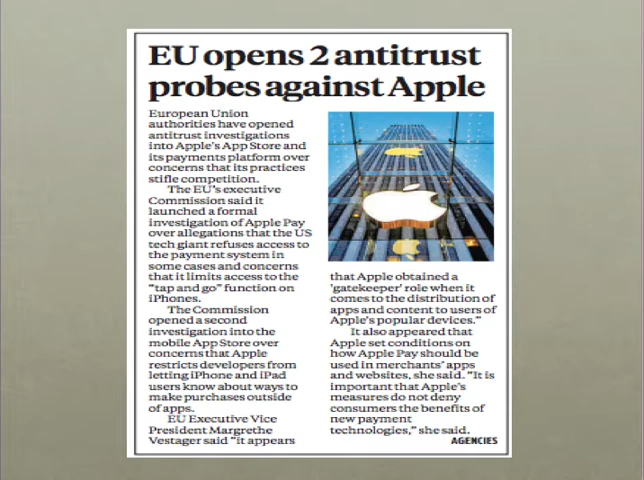 EU opens 2 antitrust
probes against Apple
European Union
authorities have opened
antitrust investigations
into Apple's App Store and
its payments platform over
concerns that its practices
stifle competition.
The EU's executive
Commission said it
launched a formal
investigation of Apple Pay
over allegations that the US
tech giant refuses access to
the payment system in
some cases and concerns
that it limits access to the
"tap and go" function on
iPhones.
The Commission
opened a second
investigation into the
mobile App Store over
concerns that Apple
restricts developers from
letting iPhone and iPad
users know about ways to
make purchases outside
of apps.
EU Executive Vice
President Margrethe
Vestager said "it appears
that Apple obtained a
'gatekeeper' role when it
comes to the distribution of
apps and content to users of
Apple's popular devices."
It also appeared that
Apple set conditions on
how Apple Pay should be
used in merchants' apps
and websites, she said. "It is
important that Apple's
measures do not deny
consumers the benefits of
new payment
technologies," she said.
AGENCIES